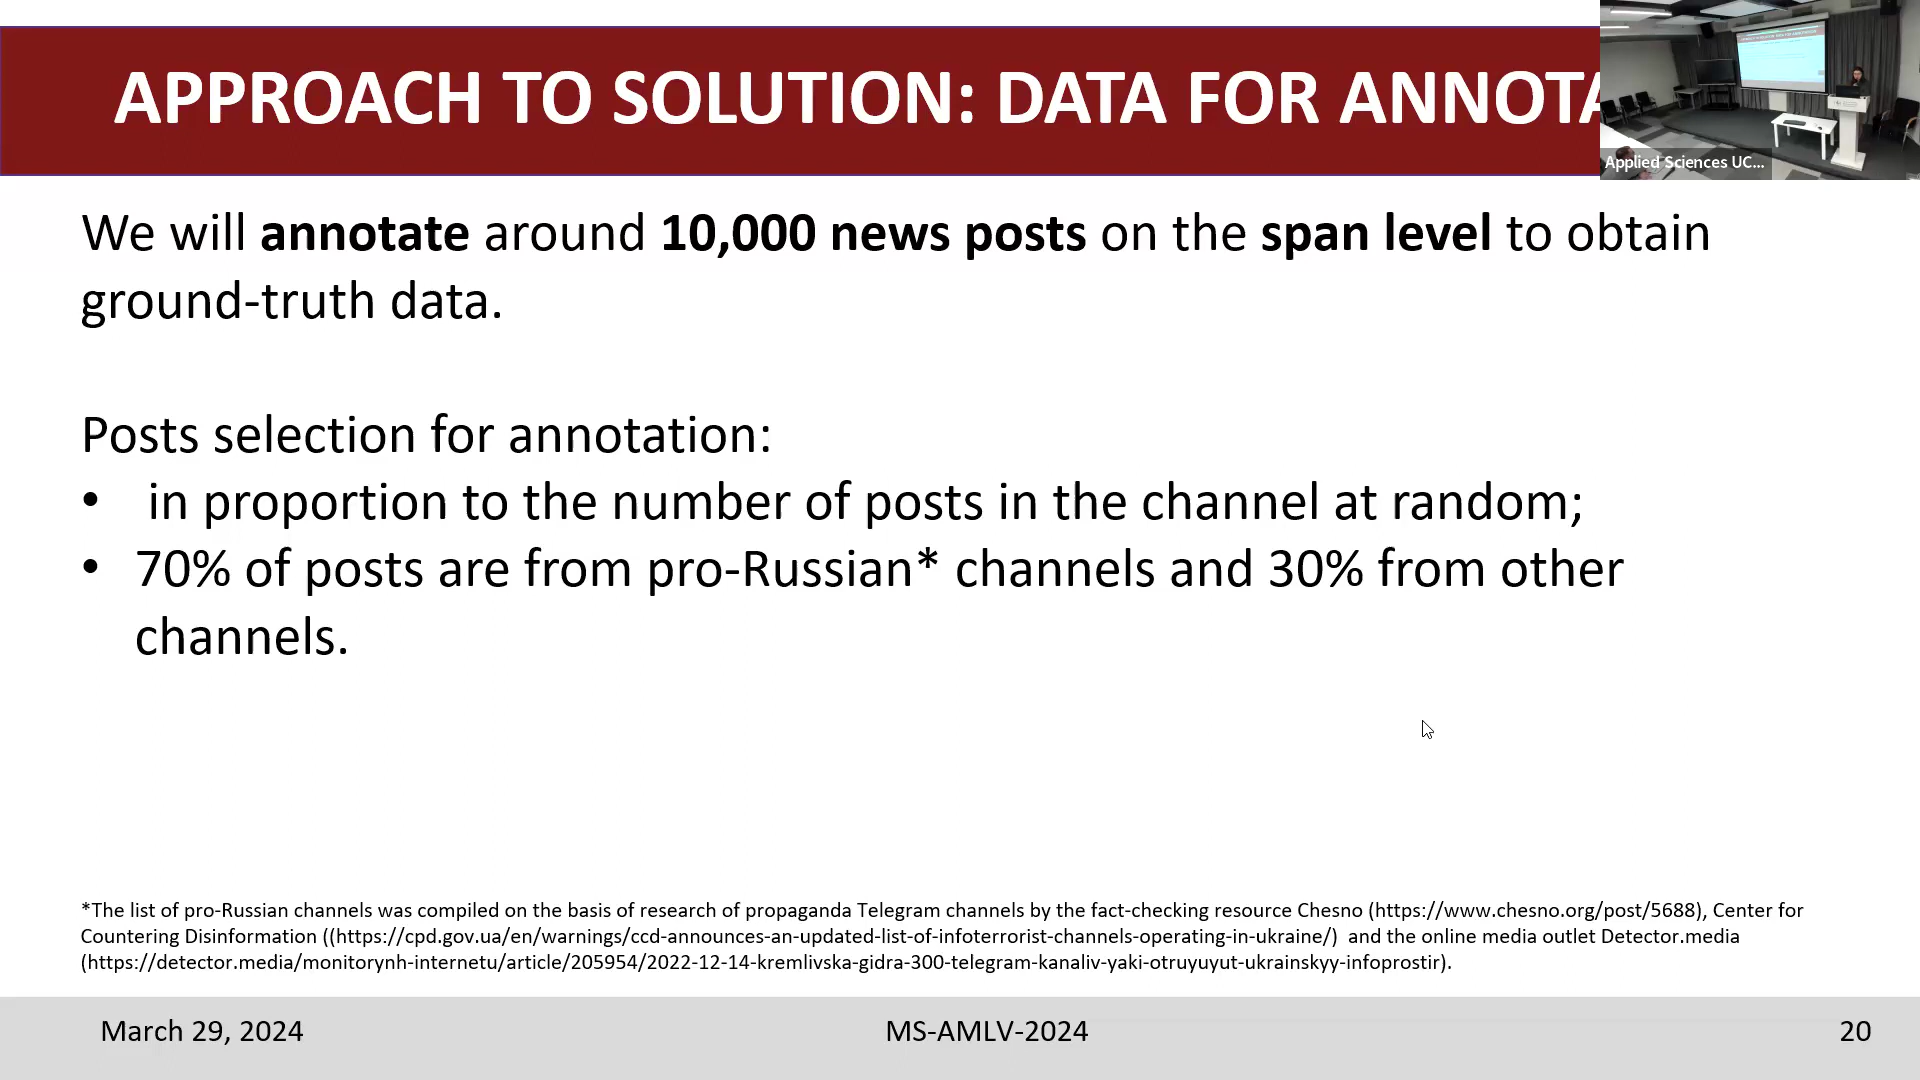 APPROACH TO SOLUTION: DATA FOR ANNOTA
Applied Sciences UC...
We will annotate around 10,000 news posts on the span level to obtain
ground-truth data.
Posts selection for annotation:
• in proportion to the number of posts in the channel at random;
• 70% of posts are from pro-Russian* channels and 30% from other
channels.
*The list of pro-Russian channels was compiled on the basis of research of propaganda Telegram channels by the fact-checking resource Chesno (https://www.chesno.org/post/5688), Center for
Countering Disinformation ((https://cpd.gov.ua/en/warnings/ccd-announces-an-updated-list-of-infoterrorist-channels-operating-in-ukraine/)  and the online media outlet Detector.media
(https://detector.media/monitorynh-internetu/article/205954/2022-12-14-kremlivska-gidra-300-telegram-kanaliv-yaki-otruyuyut-ukrainskyy-infoprostir).
March 29, 2024
MS-AMLV-2024
20